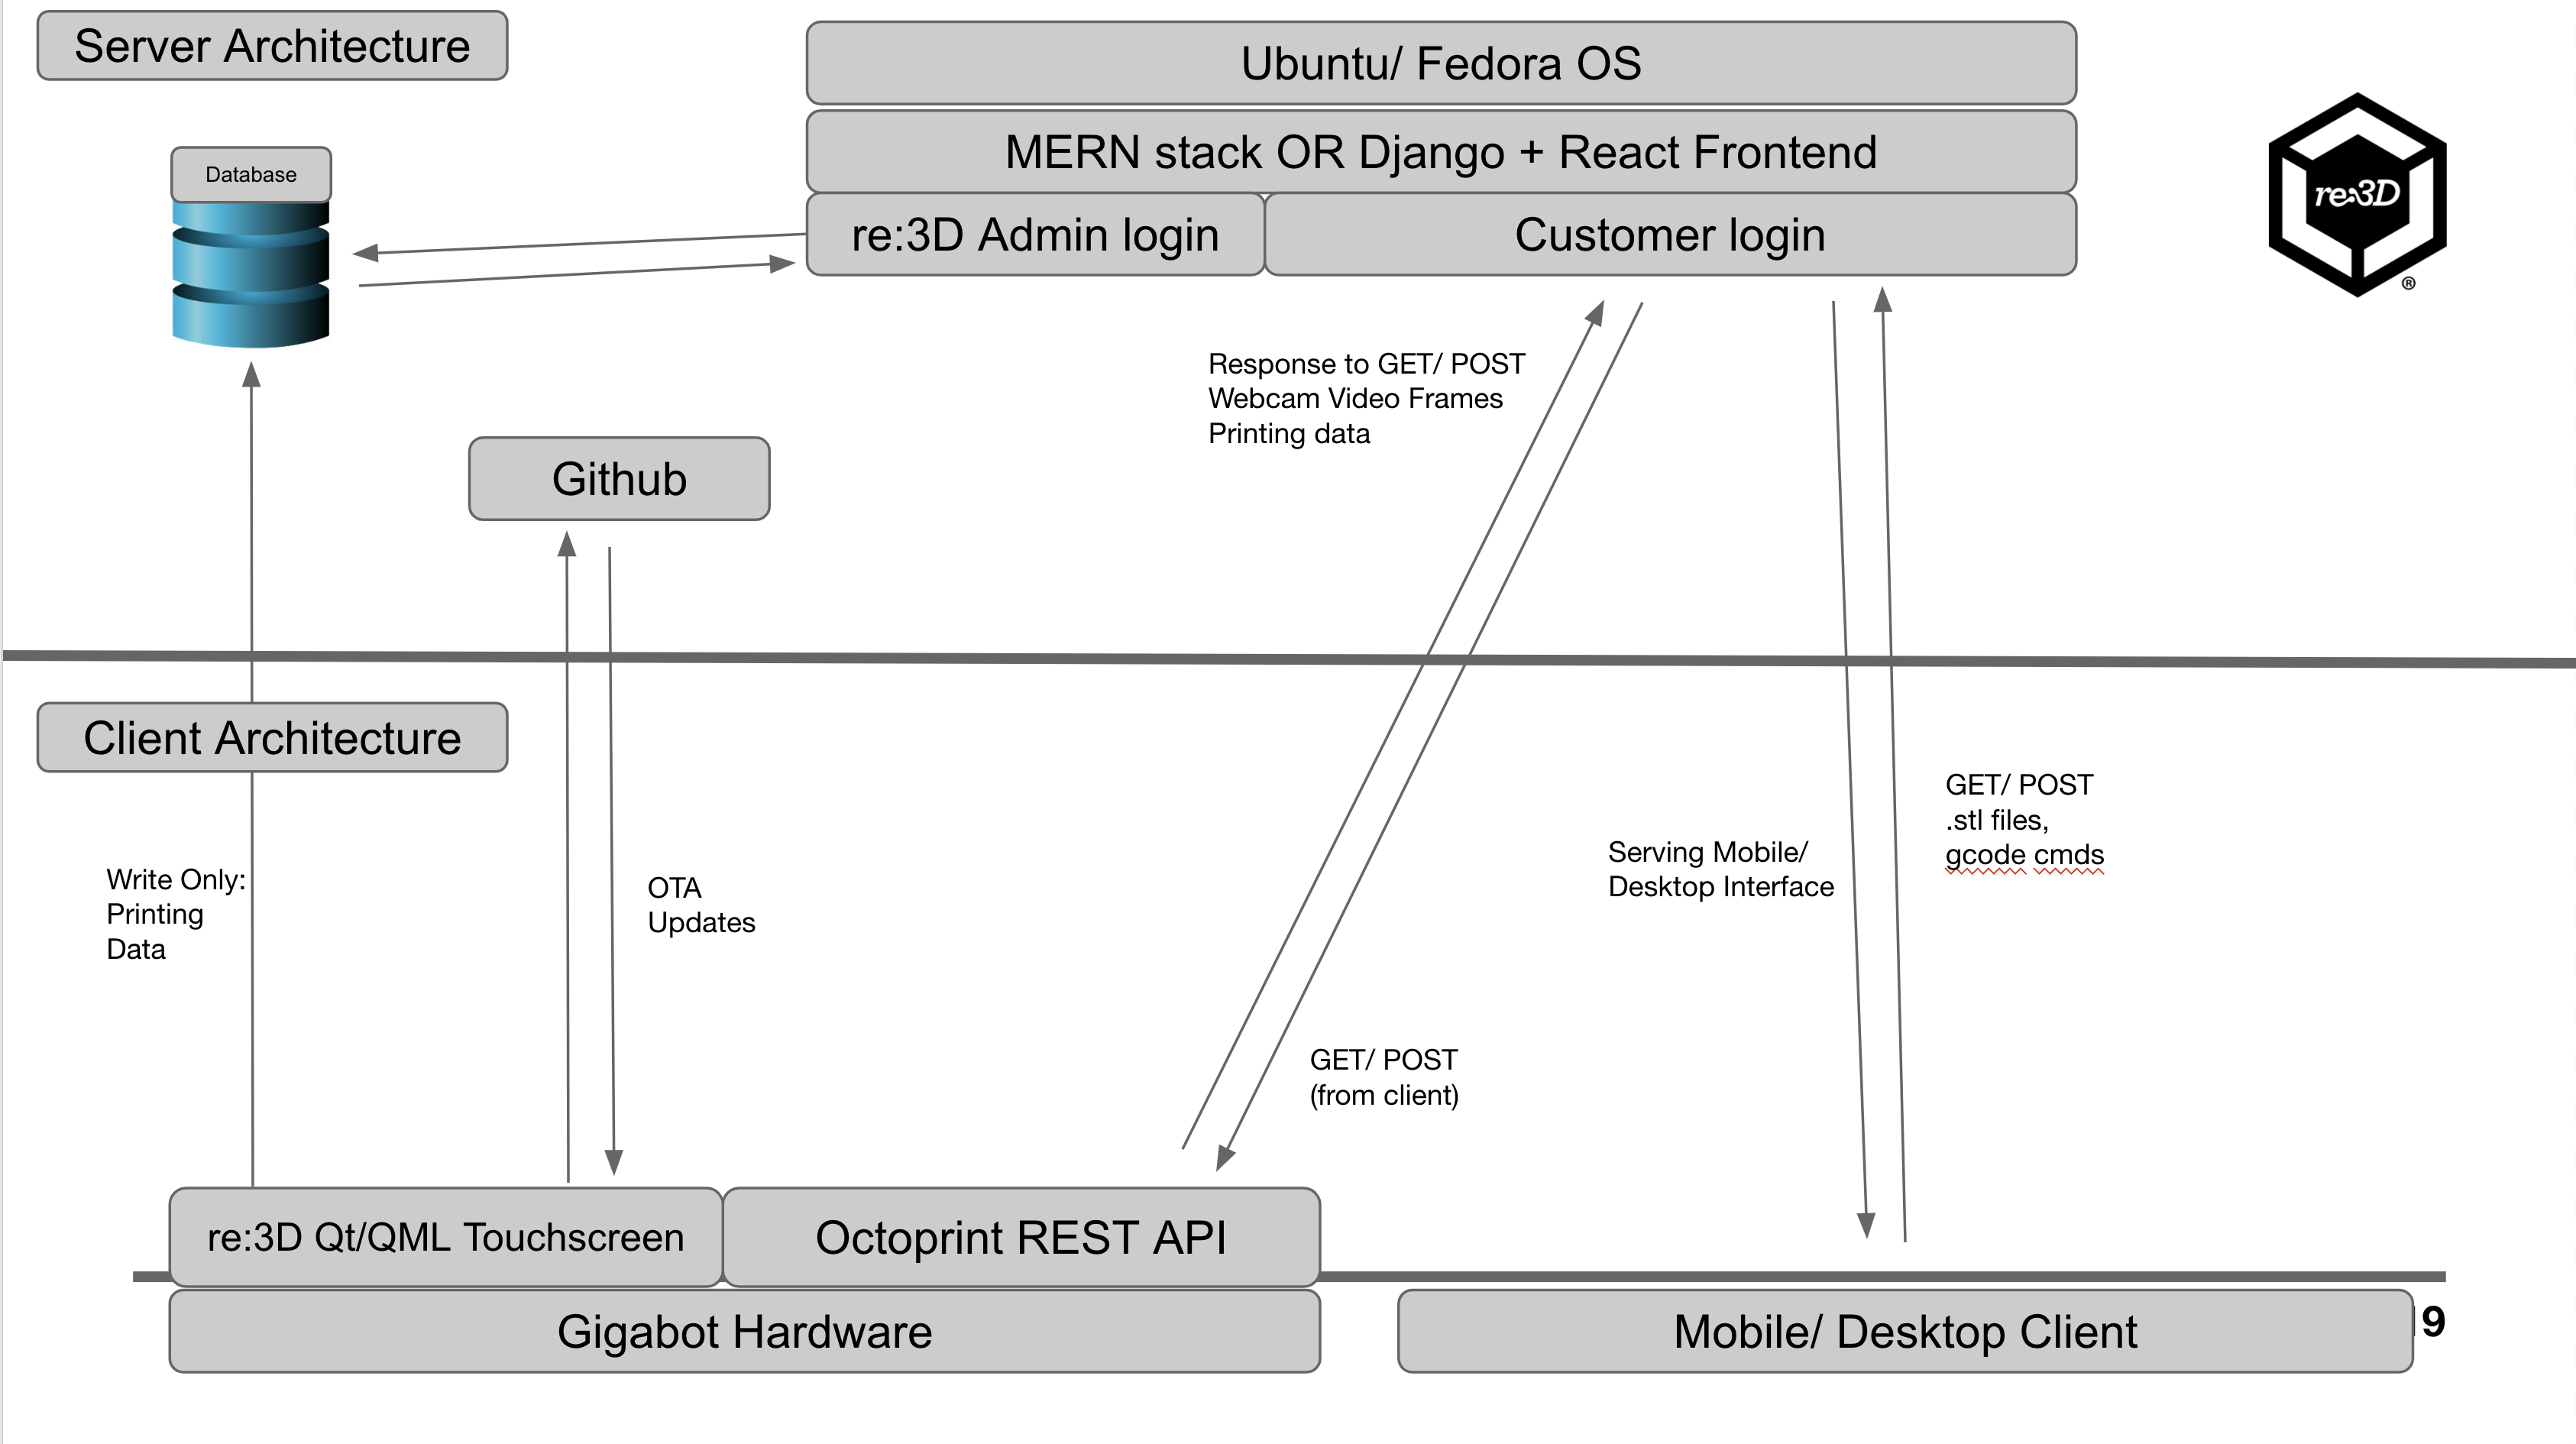 Server Architecture
Ubuntu/ Fedora OS
MERN stack OR Django + React Frontend
re:3D Admin login
Customer login
Database
re:3D
®
Response to GET/ POST
Webcam Video Frames
Printing data
Github
Client Architecture
Write Only:
Printing
Data
OTA
Updates
Serving Mobile/
Desktop Interface
GET/ POST
.stl files,
gcode cmds
GET/ POST
(from client)
re:3D Qt/QML Touchscreen
Octoprint REST API
Gigabot Hardware
Mobile/ Desktop Client
9